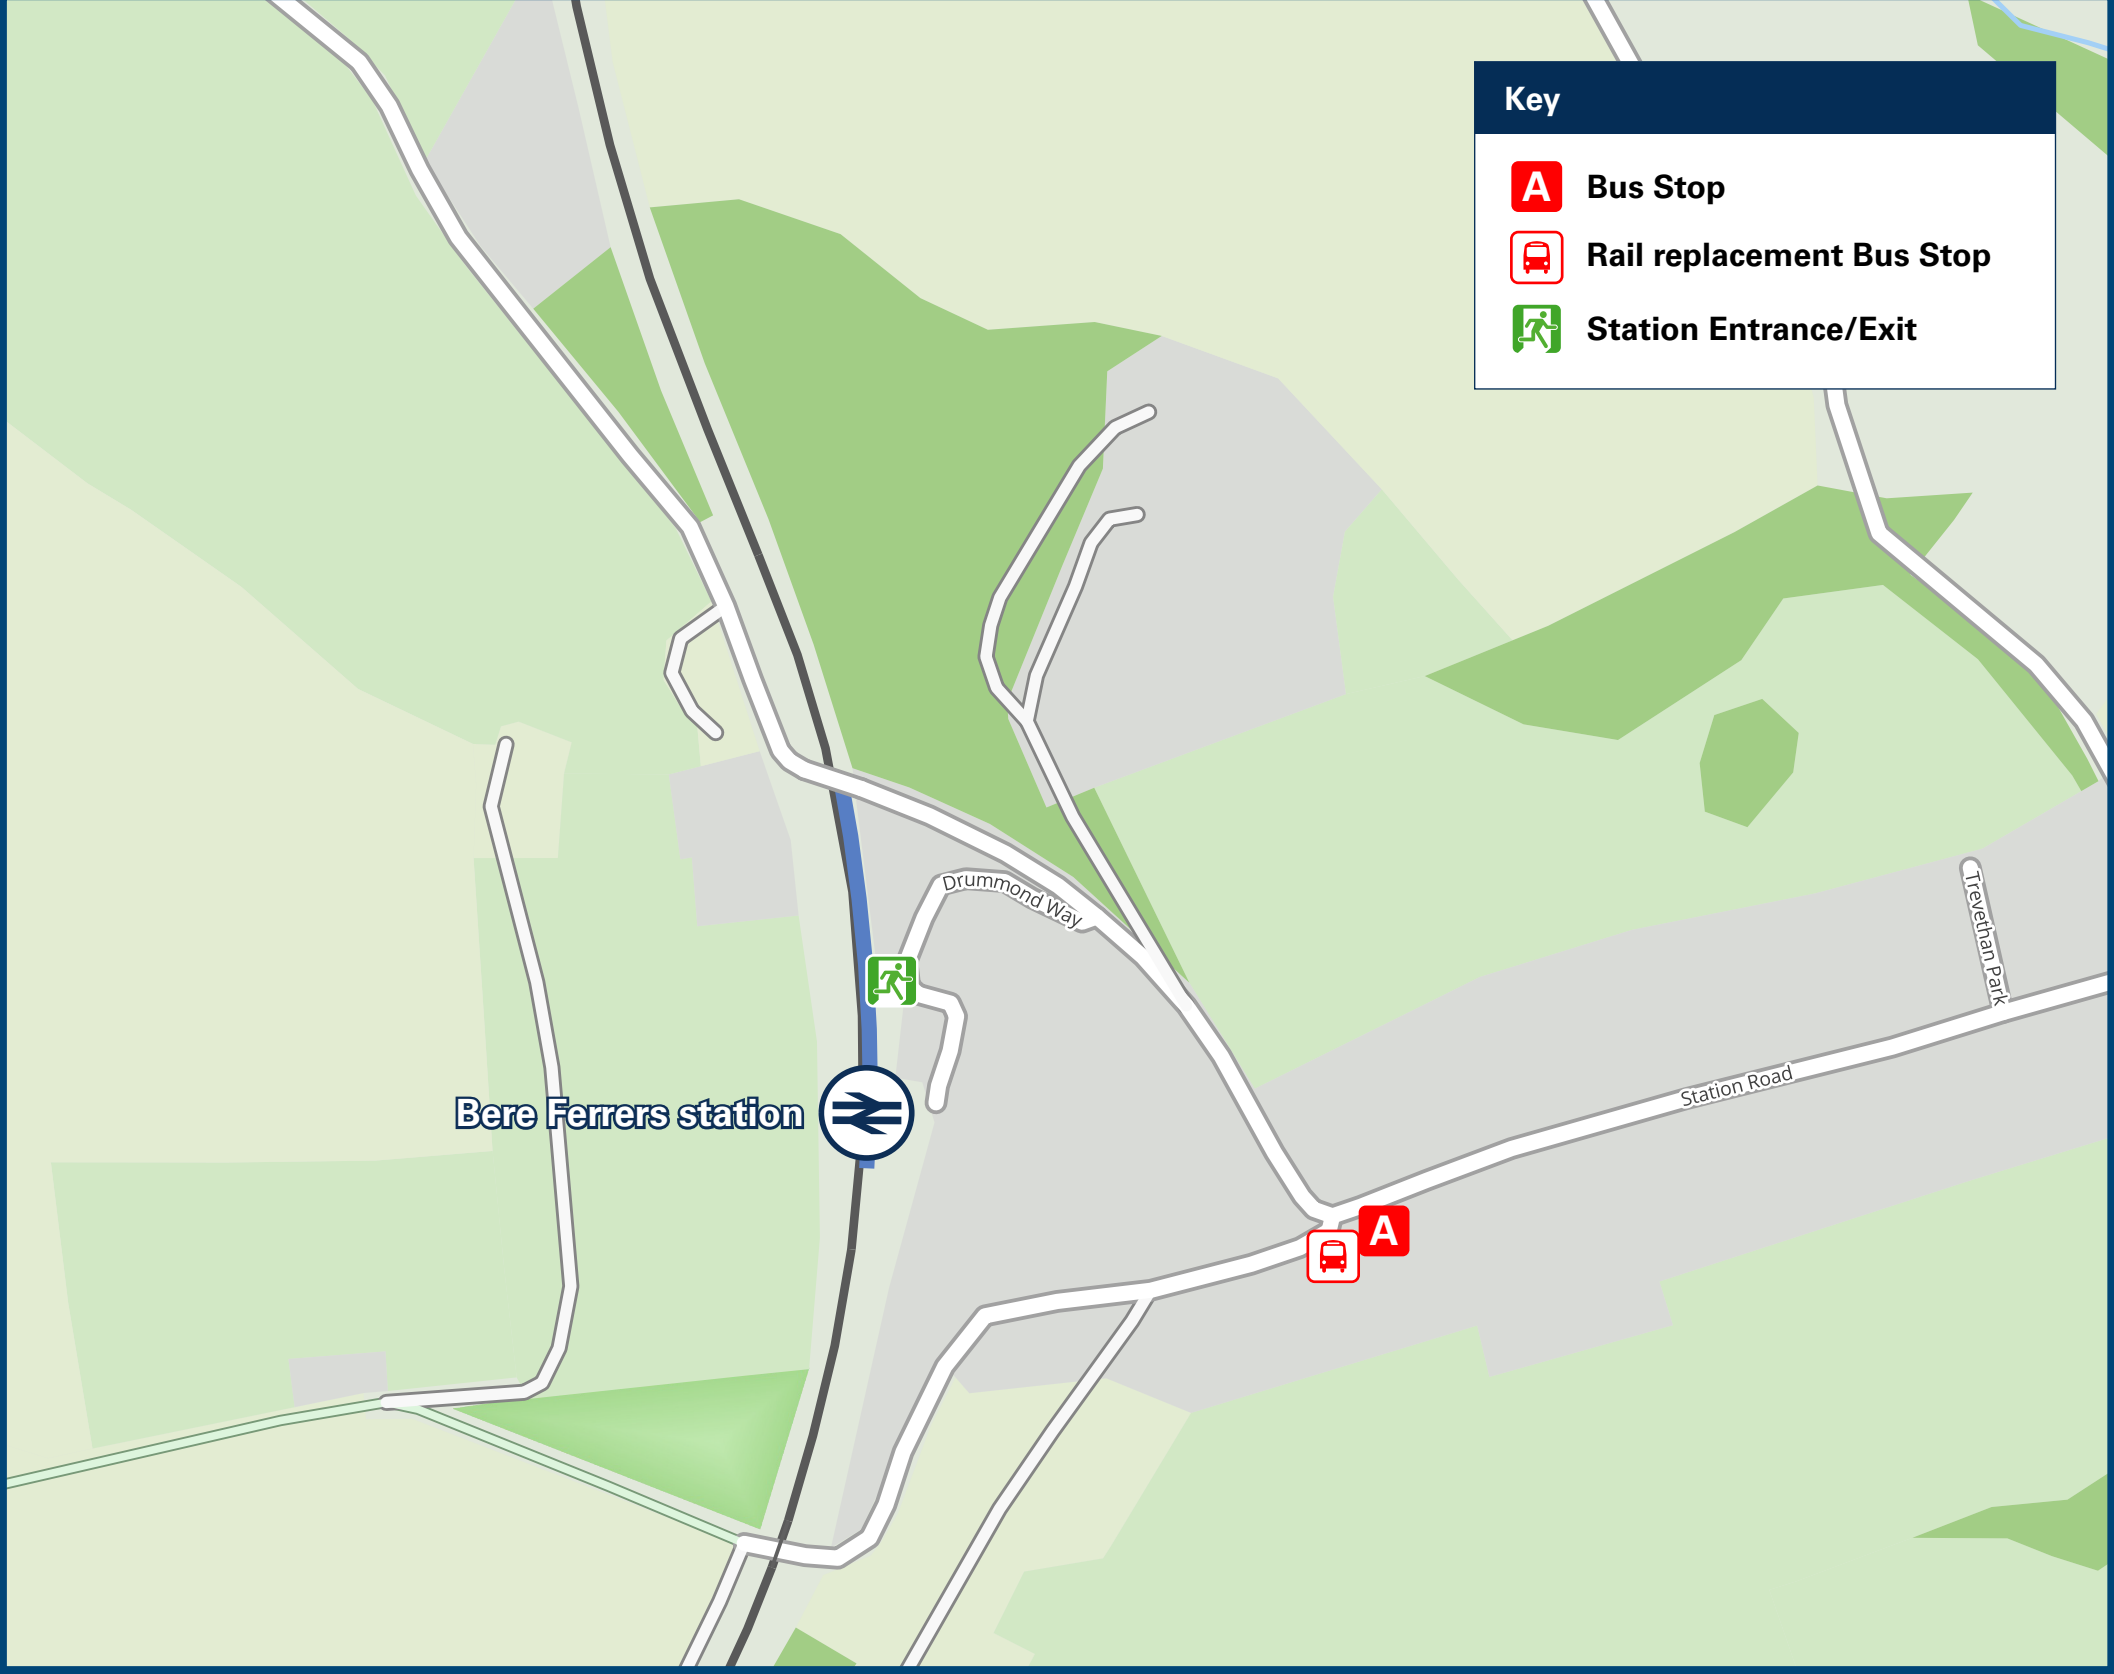 Key
A Bus Stop
Rail replacement Bus Stop
Station Entrance/Exit
Drummond Way
Trevethan Park
Station Road
Bere Ferrers station
A